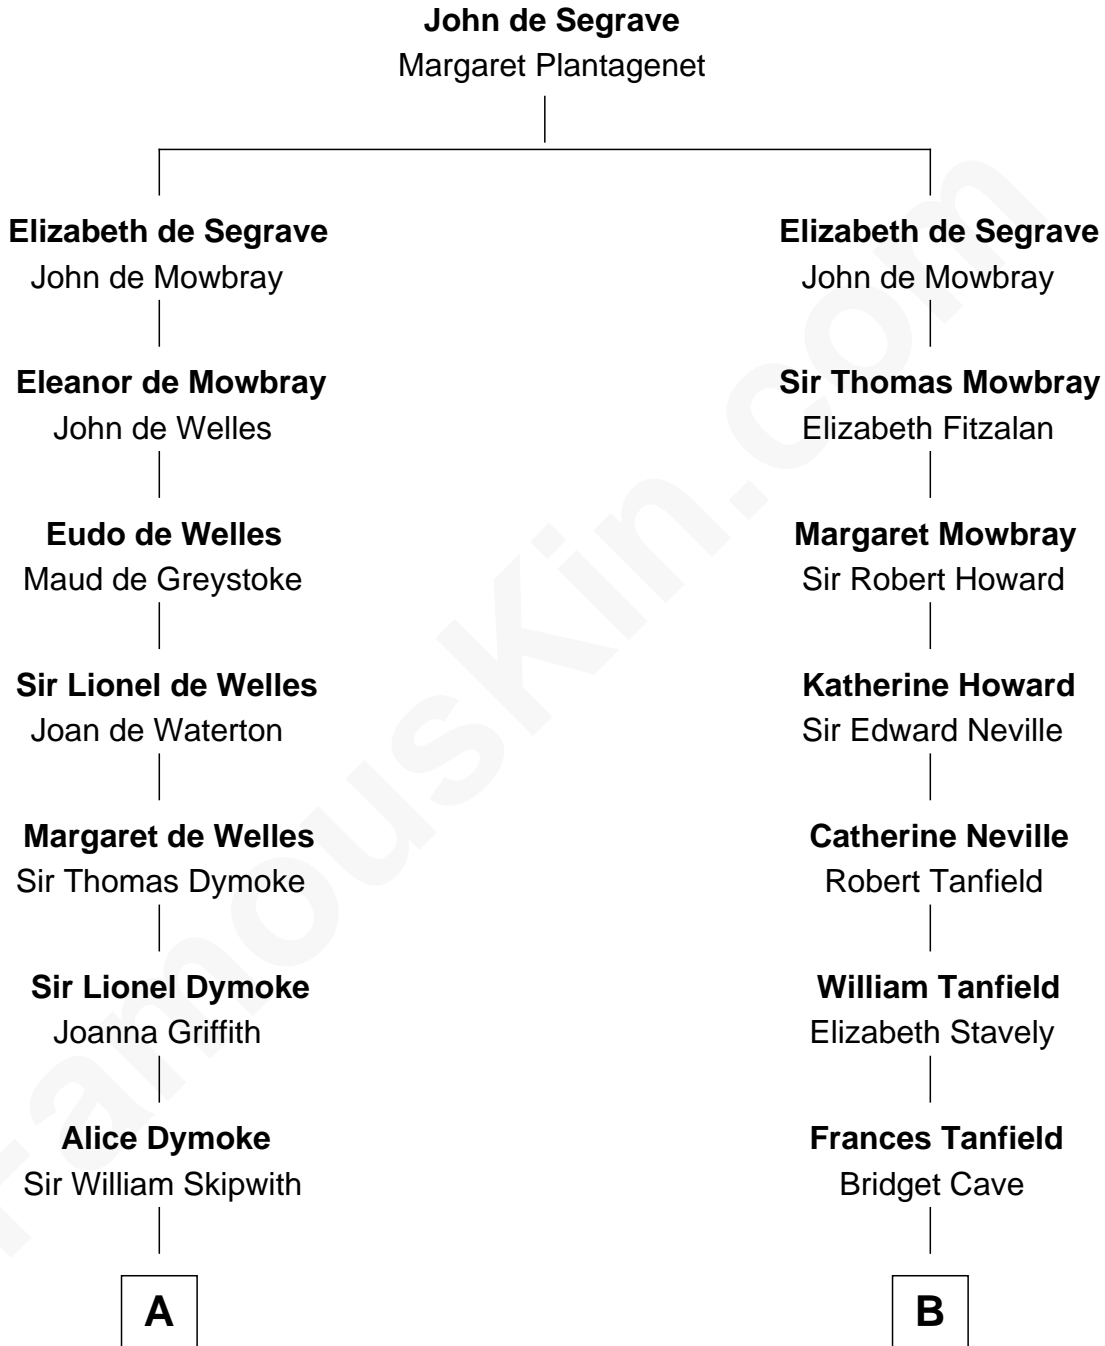 John de Segrave
Margaret Plantagenet
Elizabeth de Segrave
John de Mowbray
Elizabeth de Segrave
John de Mowbray
Eleanor de Mowbray
John de Welles
Sir Thomas Mowbray
Elizabeth Fitzalan
Eudo de Welles
Maud de Greystoke
Margaret Mowbray
Sir Robert Howard
Sir Lionel de Welles
Joan de Waterton
Katherine Howard
Sir Edward Neville
Margaret de Welles
Sir Thomas Dymoke
Catherine Neville
Robert Tanfield
Sir Lionel Dymoke
Joanna Griffith
William Tanfield
Elizabeth Stavely
Alice Dymoke
Sir William Skipwith
Frances Tanfield
Bridget Cave
A
B
FamousKin.com